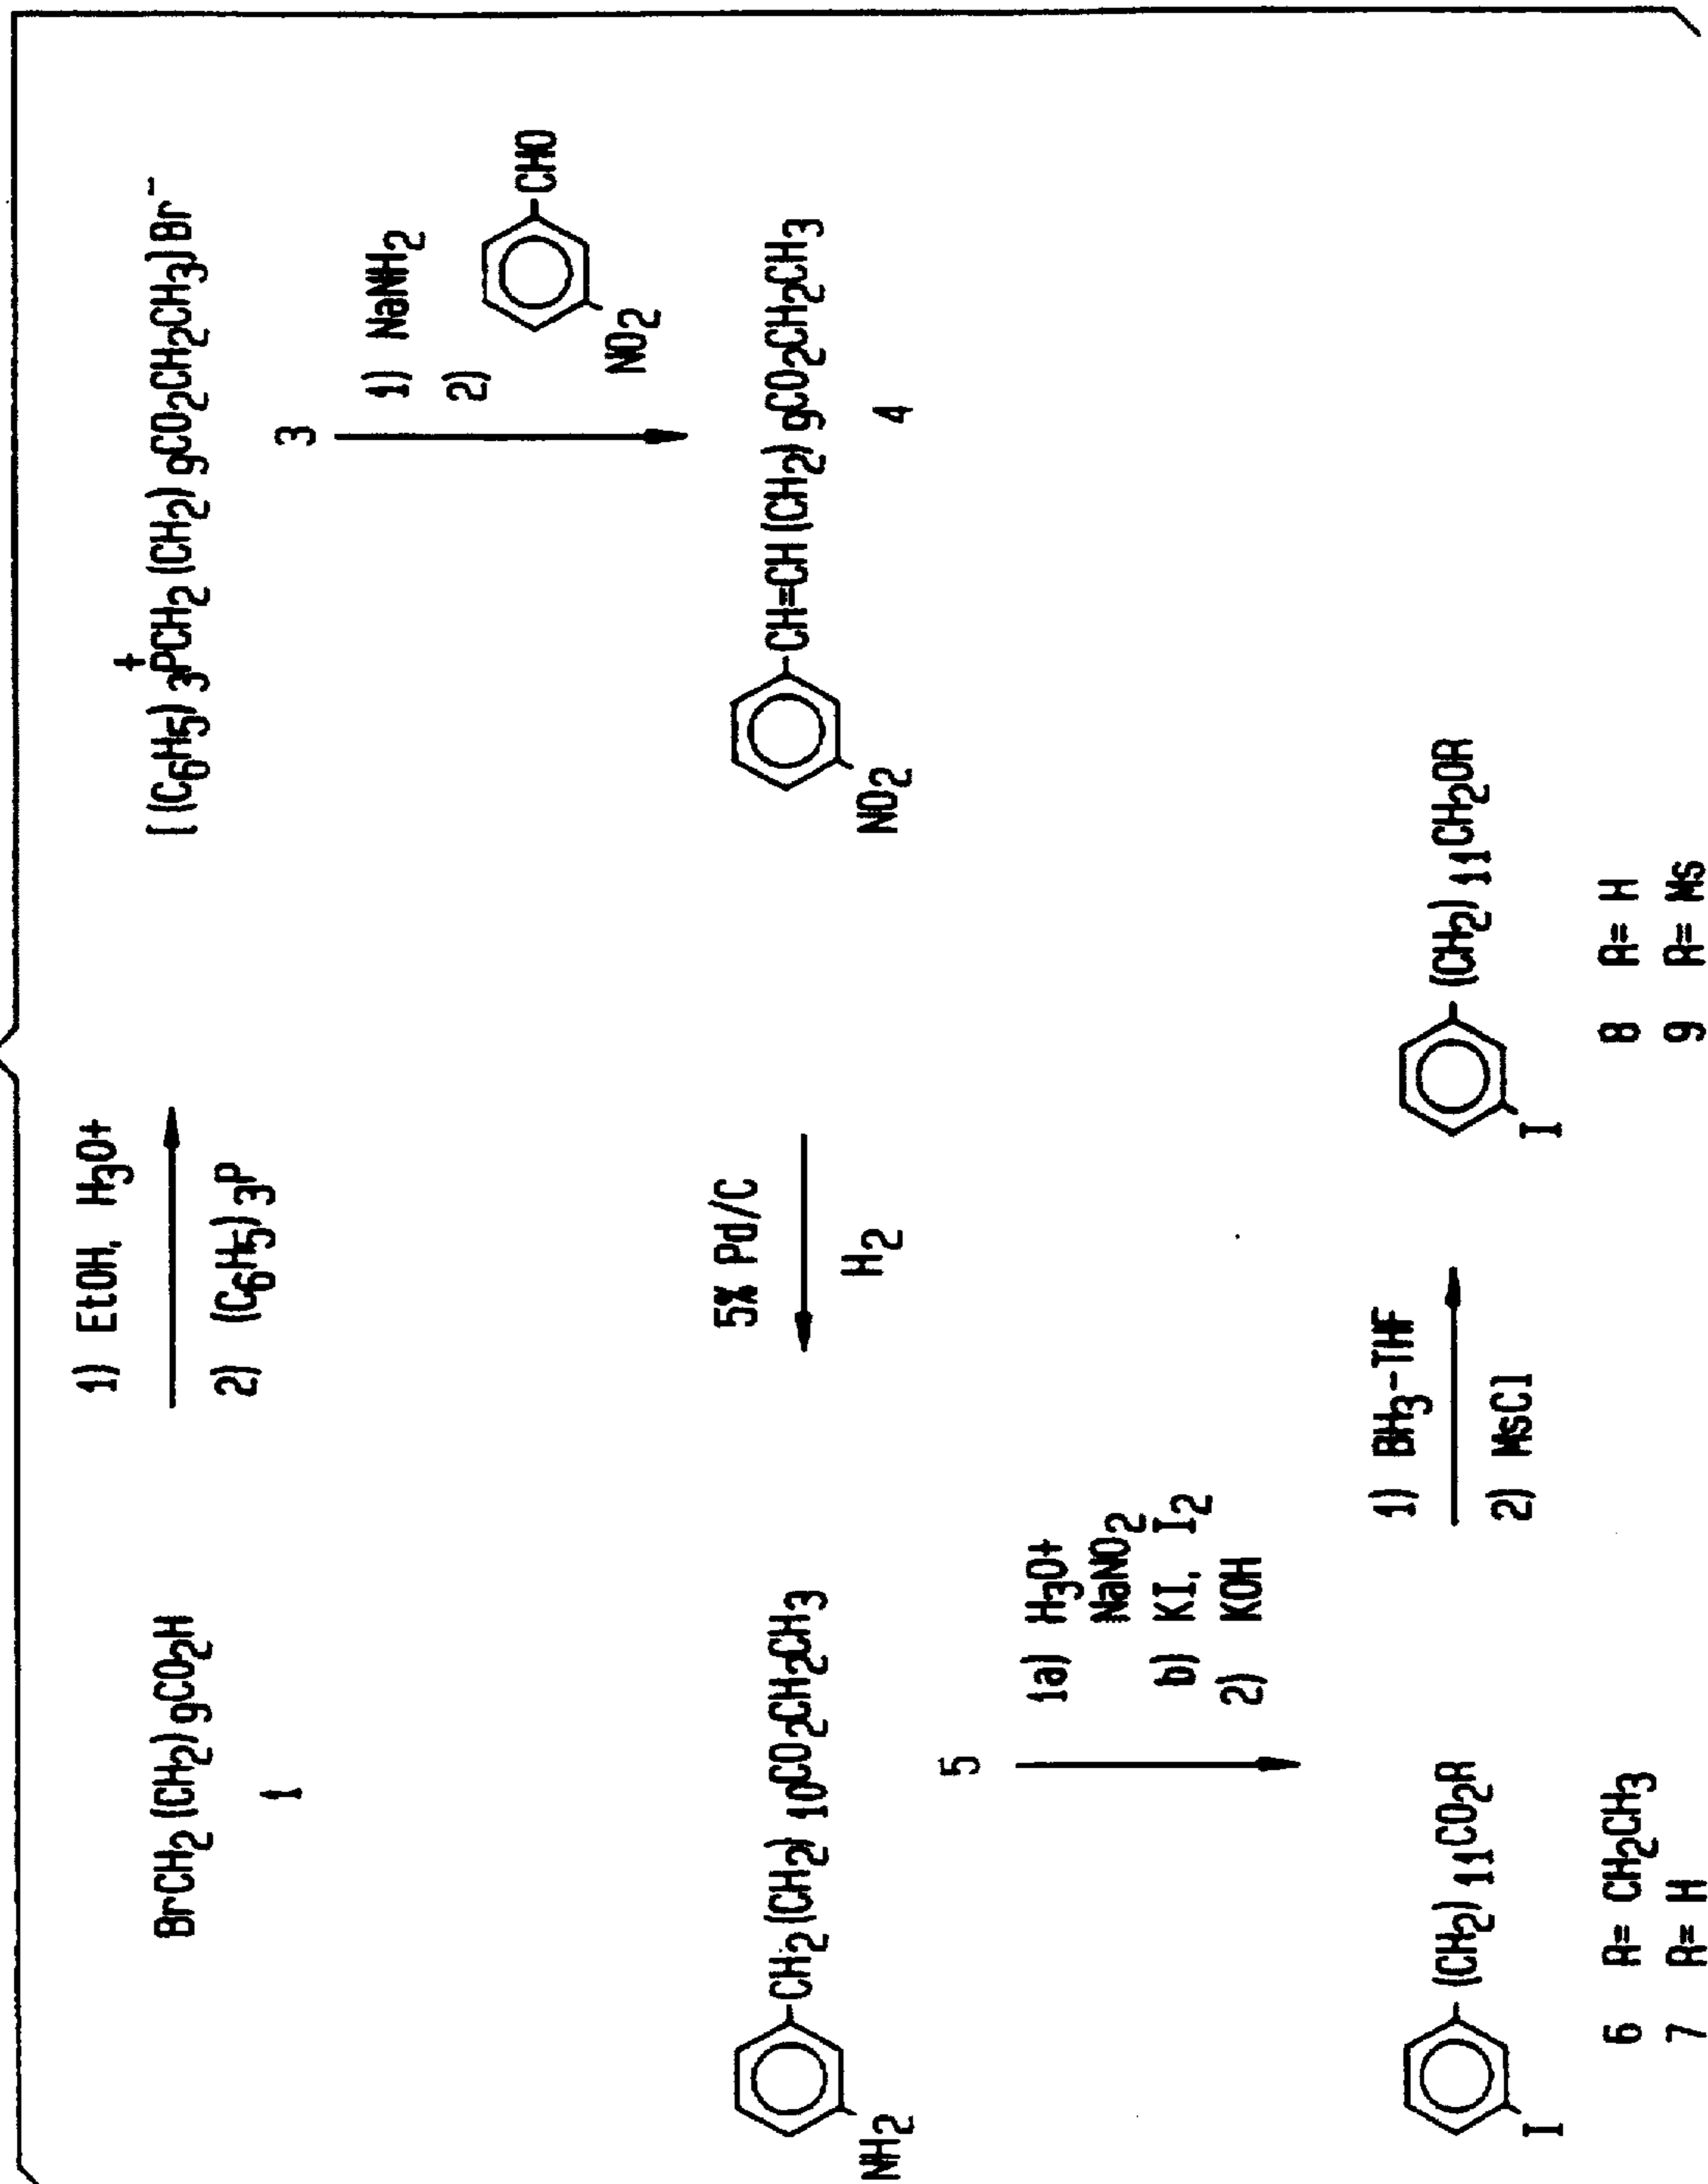 BrCH2(CH2)9CO2H
1
1) EtOH, H3O+
2) (C6H5)3P
[(C6H5)3P+CH2(CH2)9CO2CH2CH3]Br-
3
1) NaNH2
2)
CHO
NO2
CH=CH(CH2)9CO2CH2CH3
NO2
4
5% Pd/C
H2
CH2(CH2)10CO2CH2CH3
NH2
5
1a) H3O+
NaNO2
b) KI, I2
2) KOH
(CH2)11CO2R
I
6 R= CH2CH3
7 R= H
1) BH3-THF
2) MsCl
(CH2)11CH2OR
I
8 R= H
9 R= Ms